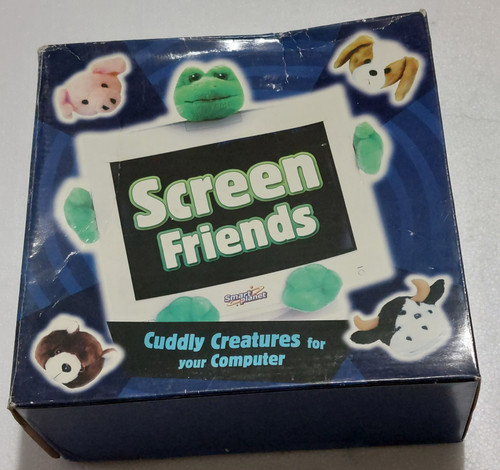 Screen
Friends
Smart
planet
Cuddly Creatures for
your Computer